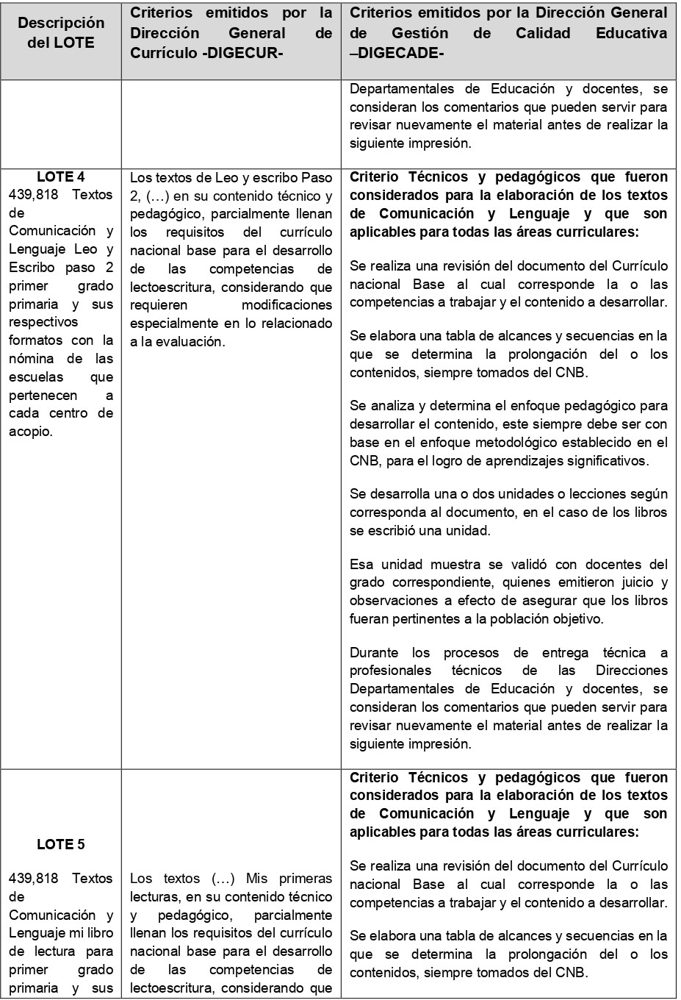 Descripción
del LOTE
Criterios emitidos por la
Dirección General de
Currículo -DIGECUR-
Criterios emitidos por la Dirección General
de Gestión de Calidad Educativa
–DIGECADE-
Departamentales de Educación y docentes, se
consideran los comentarios que pueden servir para
revisar nuevamente el material antes de realizar la
siguiente impresión.
LOTE 4
439,818 Textos
de
Comunicación y
Lenguaje Leo y
Escribo paso 2
primer grado
primaria y sus
respectivos
formatos con la
nómina de las
escuelas que
pertenecen a
cada centro de
acopio.
Los textos de Leo y escribo Paso
2, (…) en su contenido técnico y
pedagógico, parcialmente llenan
los requisitos del currículo
nacional base para el desarrollo
de las competencias de
lectoescritura, considerando que
requieren modificaciones
especialmente en lo relacionado
a la evaluación.
Criterio Técnicos y pedagógicos que fueron
considerados para la elaboración de los textos
de Comunicación y Lenguaje y que son
aplicables para todas las áreas curriculares:
Se realiza una revisión del documento del Currículo
nacional Base al cual corresponde la o las
competencias a trabajar y el contenido a desarrollar.
Se elabora una tabla de alcances y secuencias en la
que se determina la prolongación del o los
contenidos, siempre tomados del CNB.
Se analiza y determina el enfoque pedagógico para
desarrollar el contenido, este siempre debe ser con
base en el enfoque metodológico establecido en el
CNB, para el logro de aprendizajes significativos.
Se desarrolla una o dos unidades o lecciones según
corresponda al documento, en el caso de los libros
se escribió una unidad.
Esa unidad muestra se validó con docentes del
grado correspondiente, quienes emitieron juicio y
observaciones a efecto de asegurar que los libros
fueran pertinentes a la población objetivo.
Durante los procesos de entrega técnica a
profesionales técnicos de las Direcciones
Departamentales de Educación y docentes, se
consideran los comentarios que pueden servir para
revisar nuevamente el material antes de realizar la
siguiente impresión.
LOTE 5
439,818 Textos
de
Comunicación y
Lenguaje mi libro
de lectura para
primer grado
primaria y sus
Los textos (…) Mis primeras
lecturas, en su contenido técnico
y pedagógico, parcialmente
llenan los requisitos del currículo
nacional base para el desarrollo
de las competencias de
lectoescritura, considerando que
Criterio Técnicos y pedagógicos que fueron
considerados para la elaboración de los textos
de Comunicación y Lenguaje y que son
aplicables para todas las áreas curriculares:
Se realiza una revisión del documento del Currículo
nacional Base al cual corresponde la o las
competencias a trabajar y el contenido a desarrollar.
Se elabora una tabla de alcances y secuencias en la
que se determina la prolongación del o los
contenidos, siempre tomados del CNB.